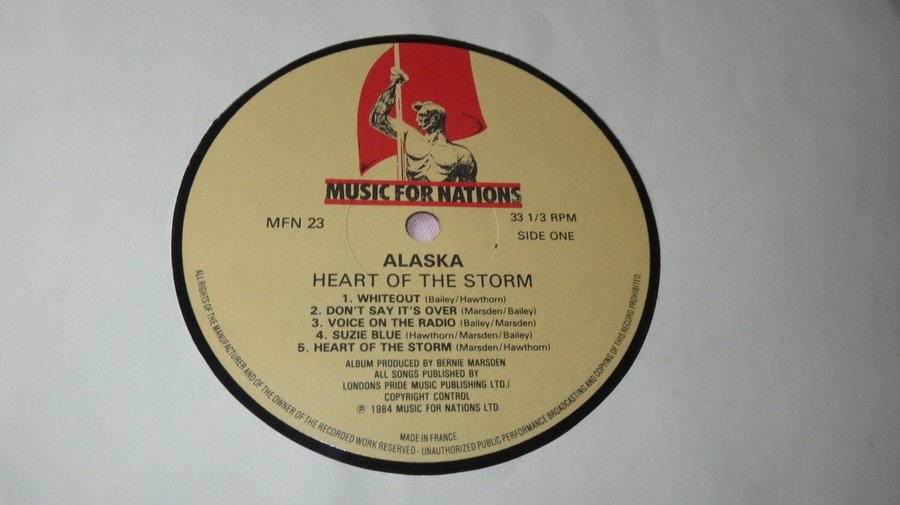 MUSIC FOR NATIONS
MFN 23
33 1/3 RPM
SIDE ONE
ALASKA
HEART OF THE STORM
1. WHITEOUT (Bailey/Hawthorn)
2. DON'T SAY IT'S OVER (Marsden/Bailey)
3. VOICE ON THE RADIO (Bailey/Marsden)
4. SUZIE BLUE (Hawthorn/Marsden/Bailey)
5. HEART OF THE STORM (Marsden/Hawthorn)
ALBUM PRODUCED BY BERNIE MARSDEN
ALL SONGS PUBLISHED BY
LONDONS PRIDE MUSIC PUBLISHING LTD./
COPYRIGHT CONTROL
℗ 1984 MUSIC FOR NATIONS LTD
MADE IN FRANCE
ALL RIGHTS OF THE MANUFACTURER AND OF THE OWNER OF THE RECORDED WORK RESERVED - UNAUTHORIZED PUBLIC PERFORMANCE BROADCASTING AND COPYING OF THIS RECORD PROHIBITED